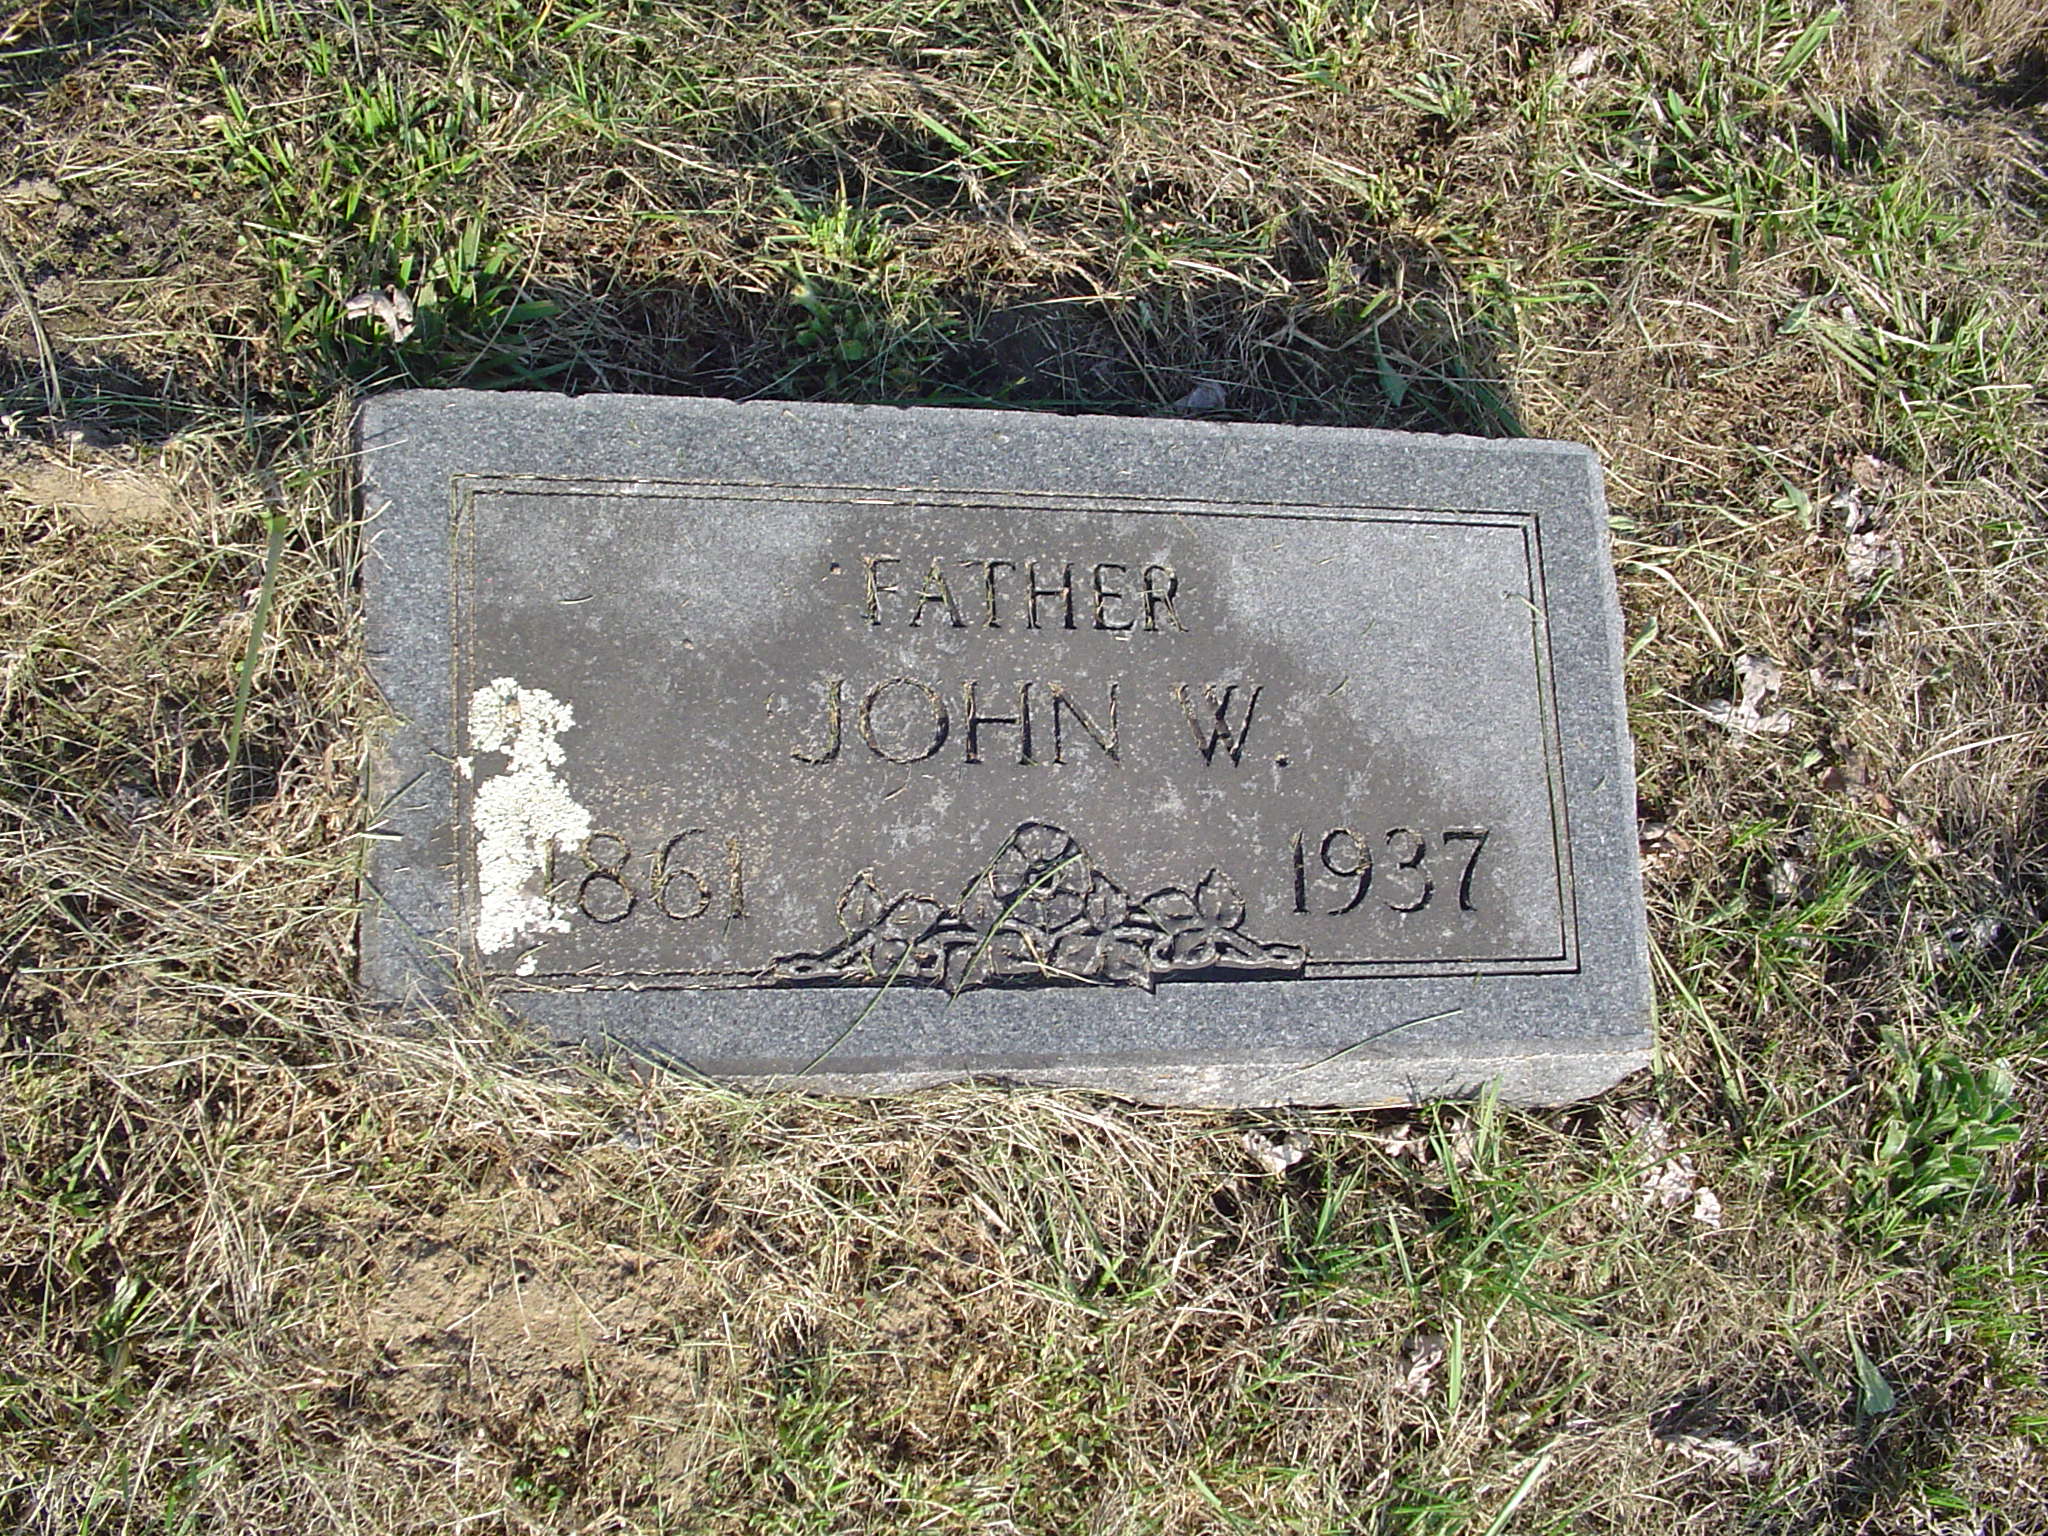 FATHER
JOHN W.
1861 1937